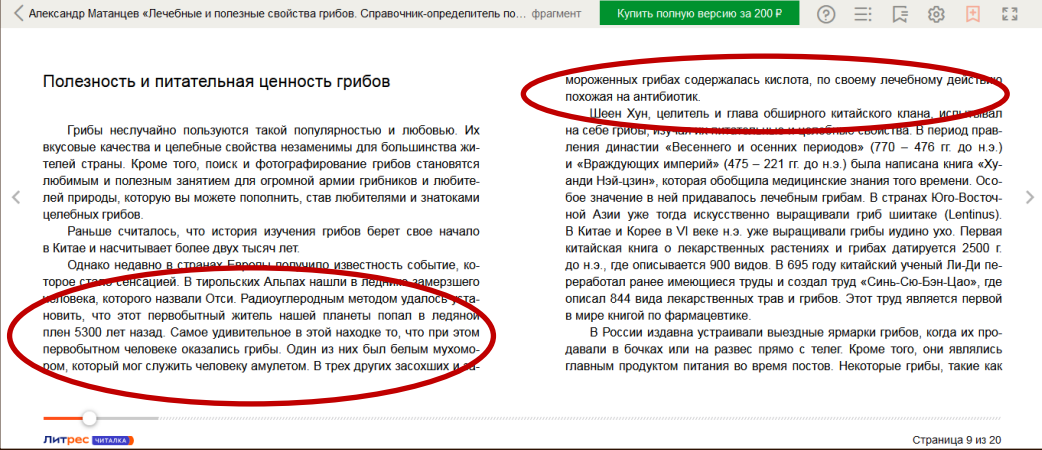 Александр Матанцев «Лечебные и полезные свойства грибов. Справочник-определитель по... фрагмент
Купить полную версию за 200 ₽
Полезность и питательная ценность грибов
Грибы неслучайно пользуются такой популярностью и любовью. Их
вкусовые качества и целебные свойства незаменимы для большинства жи-
телей страны. Кроме того, поиск и фотографирование грибов становятся
любимым и полезным занятием для огромной армии грибников и любите-
лей природы, которую вы можете пополнить, став любителями и знатоками
целебных грибов.
Раньше считалось, что история изучения грибов берет свое начало
в Китае и насчитывает более двух тысяч лет.
Однако недавно в странах Европы получило известность событие, ко-
торое стало сенсацией. В тирольских Альпах нашли в леднике замерзшего
человека, которого назвали Отси. Радиоуглеродным методом удалось уста-
новить, что этот первобытный житель нашей планеты попал в ледяной
плен 5300 лет назад. Самое удивительное в этой находке то, что при этом
первобытном человеке оказались грибы. Один из них был белым мухомо-
ром, который мог служить человеку амулетом. В трех других засохших и за-
мороженных грибах содержалась кислота, по своему лечебному действию
похожая на антибиотик.
Шеен Хун, целитель и глава обширного китайского клана, испытывал
на себе грибы, изучая их питательные и целебные свойства. В период прав-
ления династии «Весеннего и осенних периодов» (770 – 476 гг. до н.э.)
и «Враждующих империй» (475 – 221 гг. до н.э.) была написана книга «Ху-
анди Нэй-цзин», которая обобщила медицинские знания того времени. Осо-
бое значение в ней придавалось лечебным грибам. В странах Юго-Восточ-
ной Азии уже тогда искусственно выращивали гриб шиитаке (Lentinus).
В Китае и Корее в VI веке н.э. уже выращивали грибы иудино ухо. Первая
китайская книга о лекарственных растениях и грибах датируется 2500 г.
до н.э., где описывается 900 видов. В 695 году китайский ученый Ли-Ди пе-
реработал ранее имеющиеся труды и создал труд «Синь-Сю-Бэн-Цао», где
описал 844 вида лекарственных трав и грибов. Этот труд является первой
в мире книгой по фармацевтике.
В России издавна устраивали выездные ярмарки грибов, когда их про-
давали в бочках или на развес прямо с телег. Кроме того, они являлись
главным продуктом питания во время постов. Некоторые грибы, такие как
Литрес ЧИТАЛКА
Страница 9 из 20